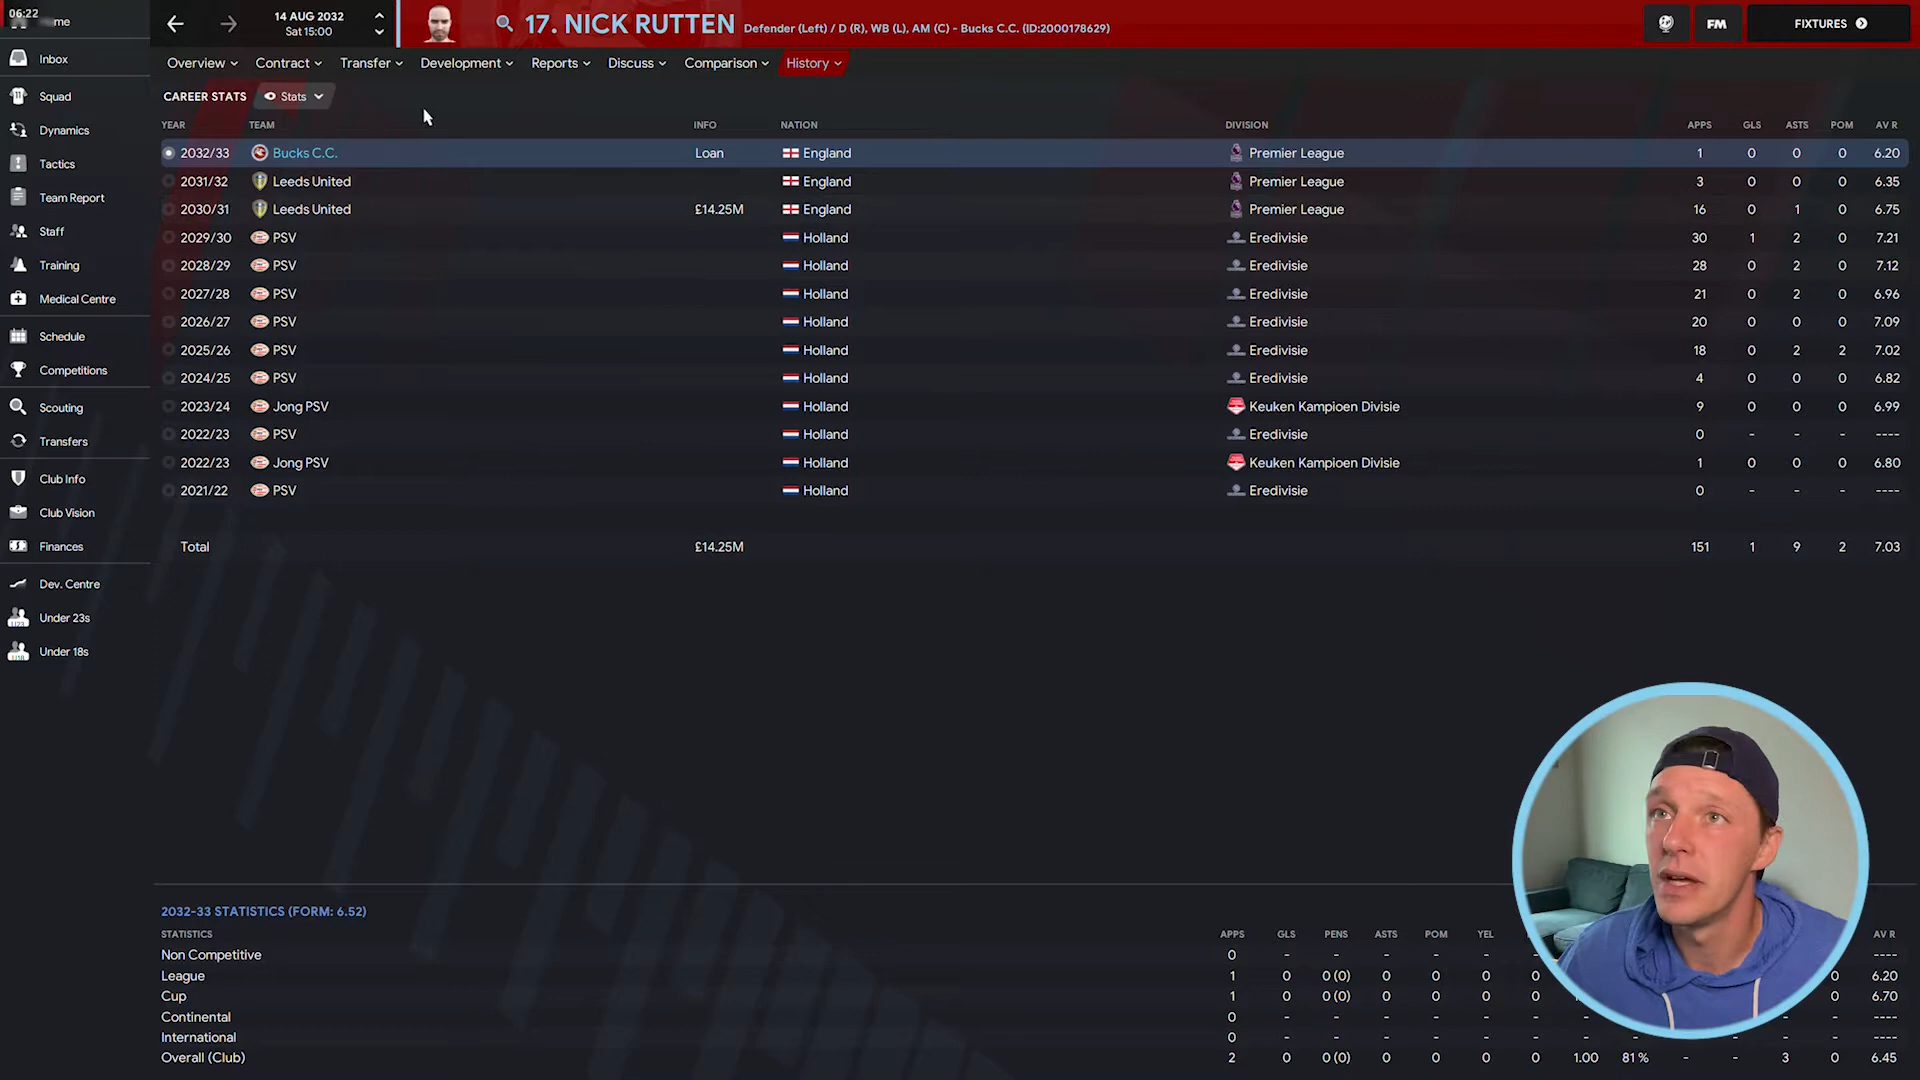 06:22
me
14 AUG 2032
Sat 15:00
17. NICK RUTTEN Defender (Left) / D (R), WB (L), AM (C) - Bucks C.C. (ID:2000178629)
FM
FIXTURES
Overview Contract Transfer Development Reports Discuss Comparison History
Inbox
Squad
Dynamics
Tactics
Team Report
Staff
Training
Medical Centre
Schedule
Competitions
Scouting
Transfers
Club Info
Club Vision
Finances
Dev. Centre
Under 23s
Under 18s
CAREER STATS Stats
YEAR TEAM INFO NATION DIVISION APPS GLS ASTS POM AV R
2032/33 Bucks C.C. Loan England Premier League 1 0 0 0 6.20
2031/32 Leeds United England Premier League 3 0 0 0 6.35
2030/31 Leeds United £14.25M England Premier League 16 0 1 0 6.75
2029/30 PSV Holland Eredivisie 30 1 2 0 7.21
2028/29 PSV Holland Eredivisie 28 0 2 0 7.12
2027/28 PSV Holland Eredivisie 21 0 2 0 6.96
2026/27 PSV Holland Eredivisie 20 0 0 0 7.09
2025/26 PSV Holland Eredivisie 18 0 2 2 7.02
2024/25 PSV Holland Eredivisie 4 0 0 0 6.82
2023/24 Jong PSV Holland Keuken Kampioen Divisie 9 0 0 0 6.99
2022/23 PSV Holland Eredivisie 0 - - - ----
2022/23 Jong PSV Holland Keuken Kampioen Divisie 1 0 0 0 6.80
2021/22 PSV Holland Eredivisie 0 - - - ----
Total £14.25M 151 1 9 2 7.03
2032-33 STATISTICS (FORM: 6.52)
STATISTICS APPS GLS PENS ASTS POM YEL AV R
Non Competitive 0 - - - - - ----
League 1 0 0 (0) 0 0 0 0 0 6.20
Cup 1 0 0 (0) 0 0 0 0 0 6.70
Continental 0 - - - - - - ----
International 0 - - - - - - ----
Overall (Club) 2 0 0 (0) 0 0 0 0 1.00 81 % - - 3 0 6.45